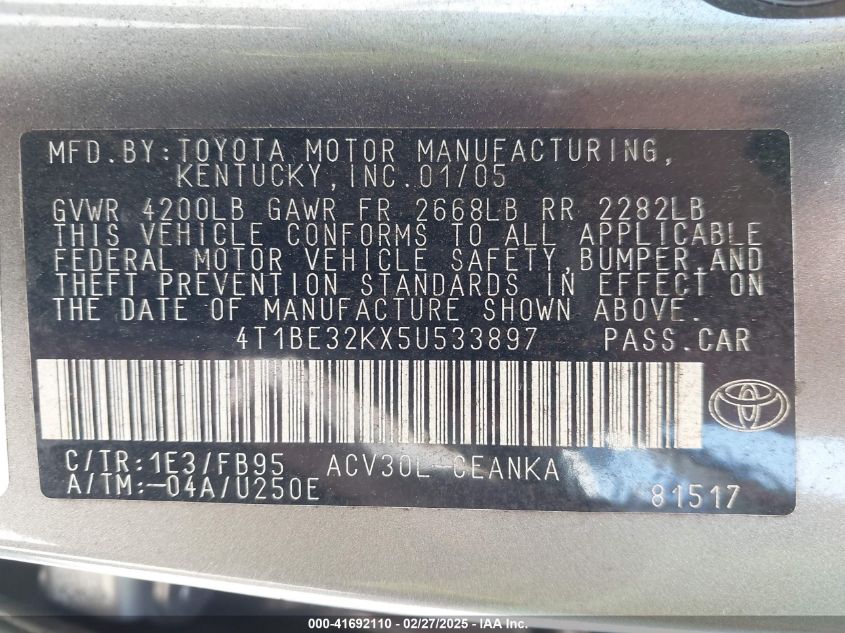 MFD.BY:TOYOTA MOTOR MANUFACTURING,
KENTUCKY,INC.01/05
GVWR 4200LB GAWR FR 2668LB RR 2282LB
THIS VEHICLE CONFORMS TO ALL APPLICABLE
FEDERAL MOTOR VEHICLE SAFETY,BUMPER,AND
THEFT PREVENTION STANDARDS IN EFFECT ON
THE DATE OF MANUFACTURE SHOWN ABOVE.
4T1BE32KX5U533897 PASS.CAR
C/TR:1E3/FB95 ACV30L-CEANKA
A/TM:-04A/U250E 81517
000-41692110 - 02/27/2025 - IAA Inc.